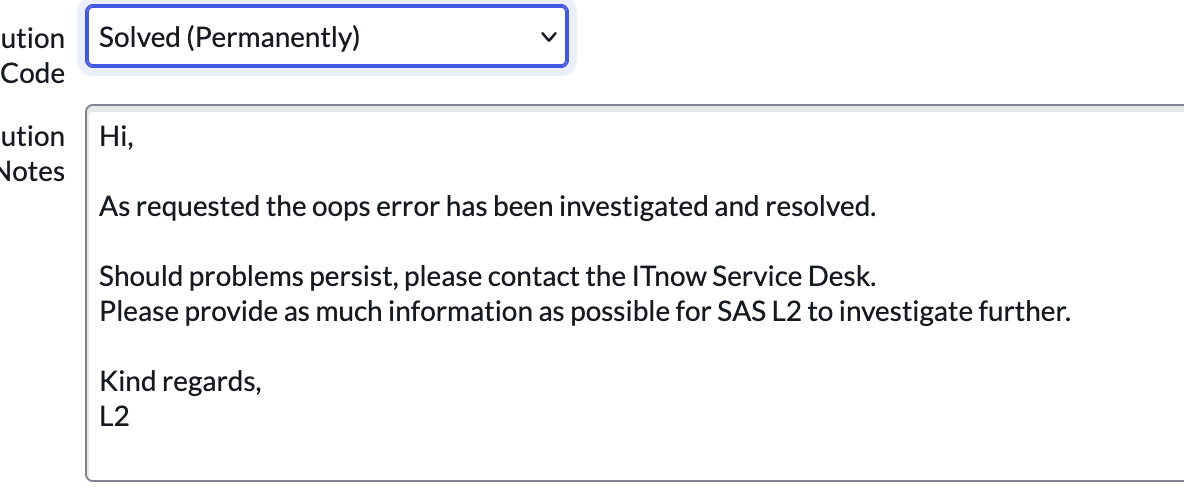 ution Solved (Permanently)
Code
ution
Notes
Hi,
As requested the oops error has been investigated and resolved.
Should problems persist, please contact the ITnow Service Desk.
Please provide as much information as possible for SAS L2 to investigate further.
Kind regards,
L2